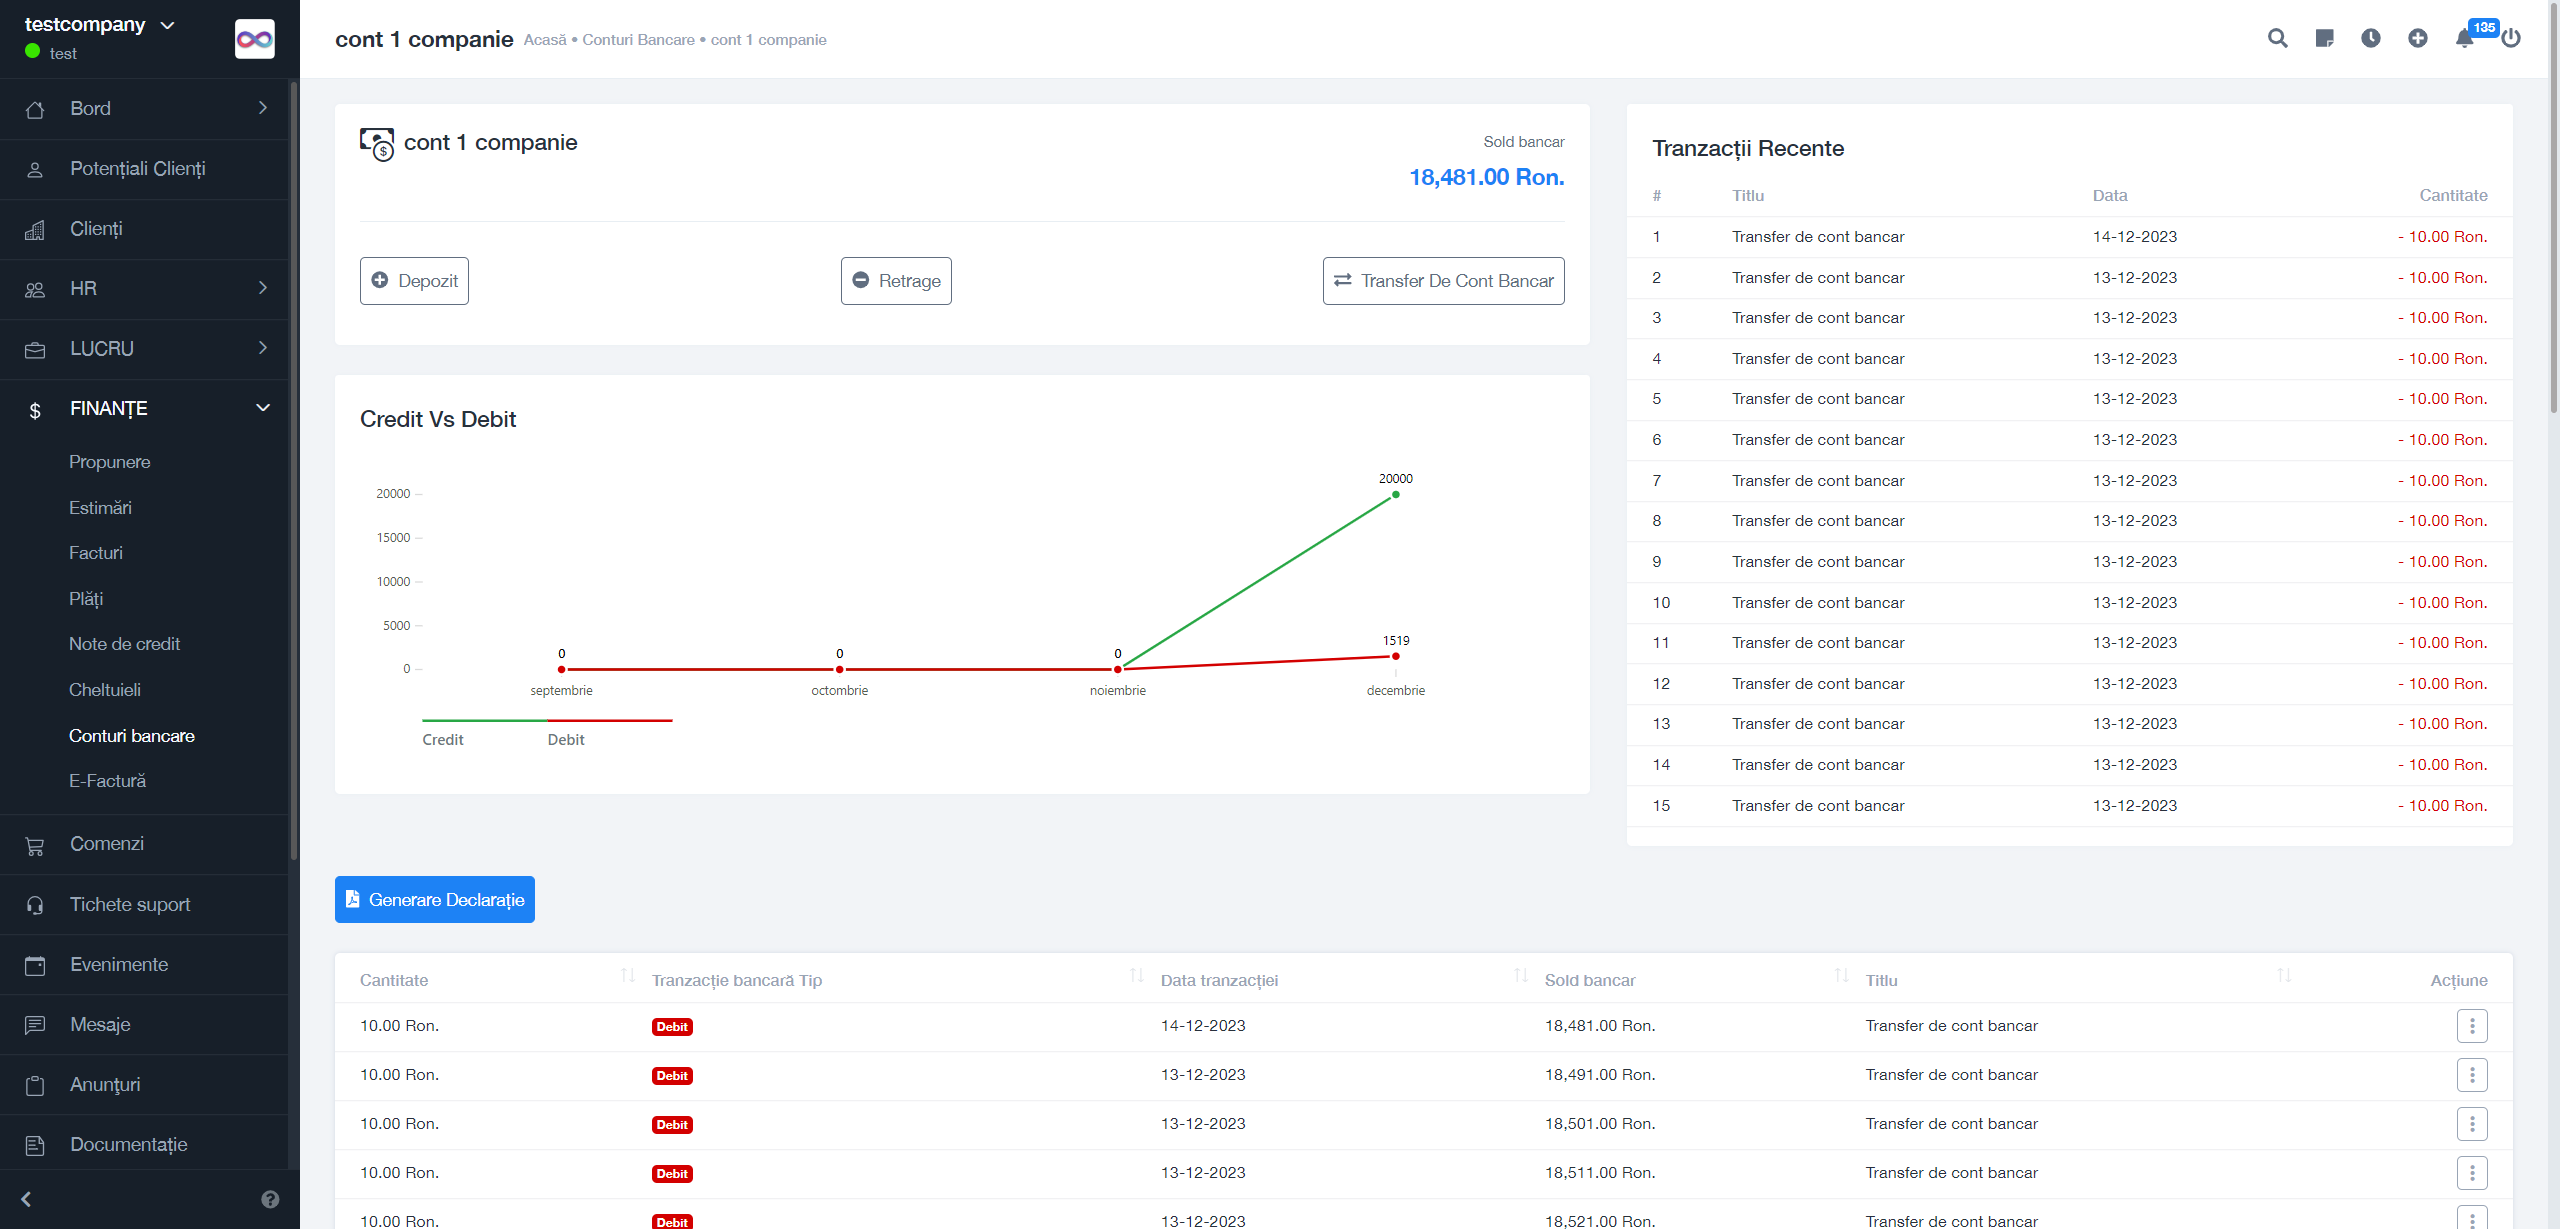 testcompany
test
cont 1 companie Acasă • Conturi Bancare • cont 1 companie
135
Bord
Potențiali Clienți
Clienți
HR
LUCRU
FINANȚE
Propunere
Estimări
Facturi
Plăți
Note de credit
Cheltuieli
Conturi bancare
E-Factură
Comenzi
Tichete suport
Evenimente
Mesaje
Anunțuri
Documentație
cont 1 companie
Sold bancar
18,481.00 Ron.
Depozit Retrage Transfer De Cont Bancar
Credit Vs Debit
20000
20000
15000
10000
5000
1519
0 0 0
0
septembrie octombrie noiembrie decembrie
Credit Debit
Tranzacții Recente
# Titlu Data Cantitate
1 Transfer de cont bancar 14-12-2023 - 10.00 Ron.
2 Transfer de cont bancar 13-12-2023 - 10.00 Ron.
3 Transfer de cont bancar 13-12-2023 - 10.00 Ron.
4 Transfer de cont bancar 13-12-2023 - 10.00 Ron.
5 Transfer de cont bancar 13-12-2023 - 10.00 Ron.
6 Transfer de cont bancar 13-12-2023 - 10.00 Ron.
7 Transfer de cont bancar 13-12-2023 - 10.00 Ron.
8 Transfer de cont bancar 13-12-2023 - 10.00 Ron.
9 Transfer de cont bancar 13-12-2023 - 10.00 Ron.
10 Transfer de cont bancar 13-12-2023 - 10.00 Ron.
11 Transfer de cont bancar 13-12-2023 - 10.00 Ron.
12 Transfer de cont bancar 13-12-2023 - 10.00 Ron.
13 Transfer de cont bancar 13-12-2023 - 10.00 Ron.
14 Transfer de cont bancar 13-12-2023 - 10.00 Ron.
15 Transfer de cont bancar 13-12-2023 - 10.00 Ron.
Generare Declarație
Cantitate Tranzacție bancară Tip Data tranzacției Sold bancar Titlu Acțiune
10.00 Ron. Debit 14-12-2023 18,481.00 Ron. Transfer de cont bancar
10.00 Ron. Debit 13-12-2023 18,491.00 Ron. Transfer de cont bancar
10.00 Ron. Debit 13-12-2023 18,501.00 Ron. Transfer de cont bancar
10.00 Ron. Debit 13-12-2023 18,511.00 Ron. Transfer de cont bancar
10.00 Ron. Debit 13-12-2023 18,521.00 Ron. Transfer de cont bancar